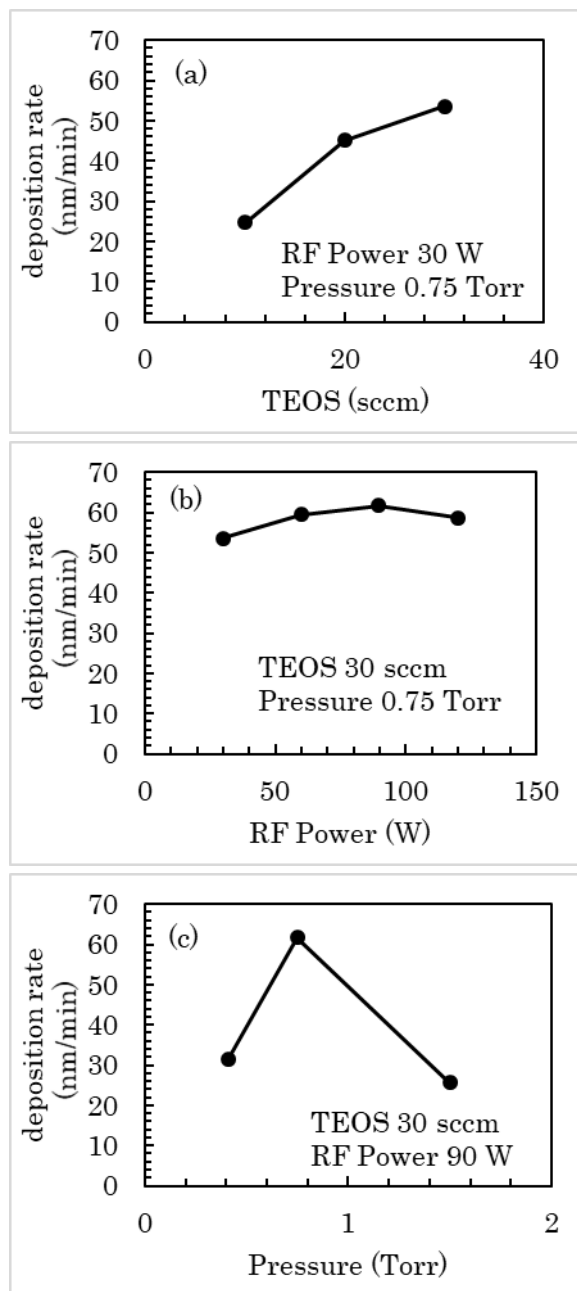 (a)
deposition rate
(nm/min)
70
60
50
40
30
20
10
0
RF Power 30 W
Pressure 0.75 Torr
0 20 40
TEOS (sccm)
(b)
deposition rate
(nm/min)
70
60
50
40
30
20
10
0
TEOS 30 sccm
Pressure 0.75 Torr
0 50 100 150
RF Power (W)
(c)
deposition rate
(nm/min)
70
60
50
40
30
20
10
0
TEOS 30 sccm
RF Power 90 W
0 1 2
Pressure (Torr)